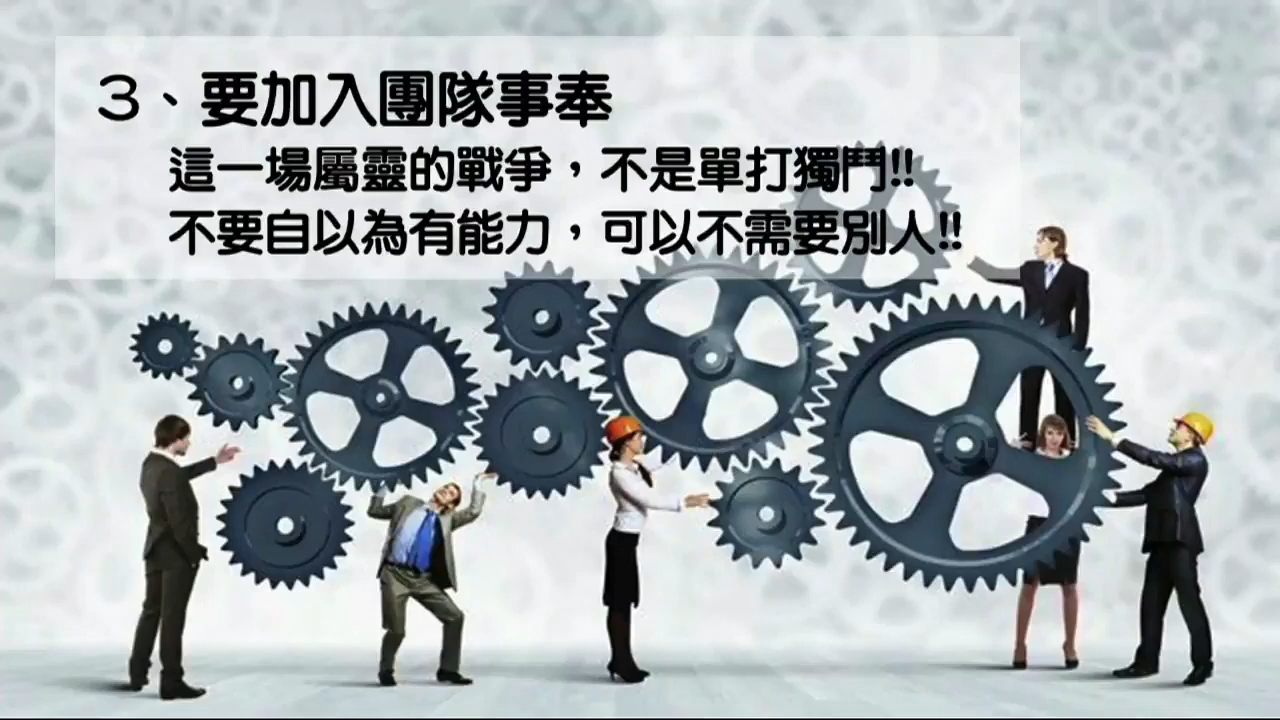 ３、要加入團隊事奉
這一場屬靈的戰爭，不是單打獨鬥!!
不要自以為有能力，可以不需要別人!!